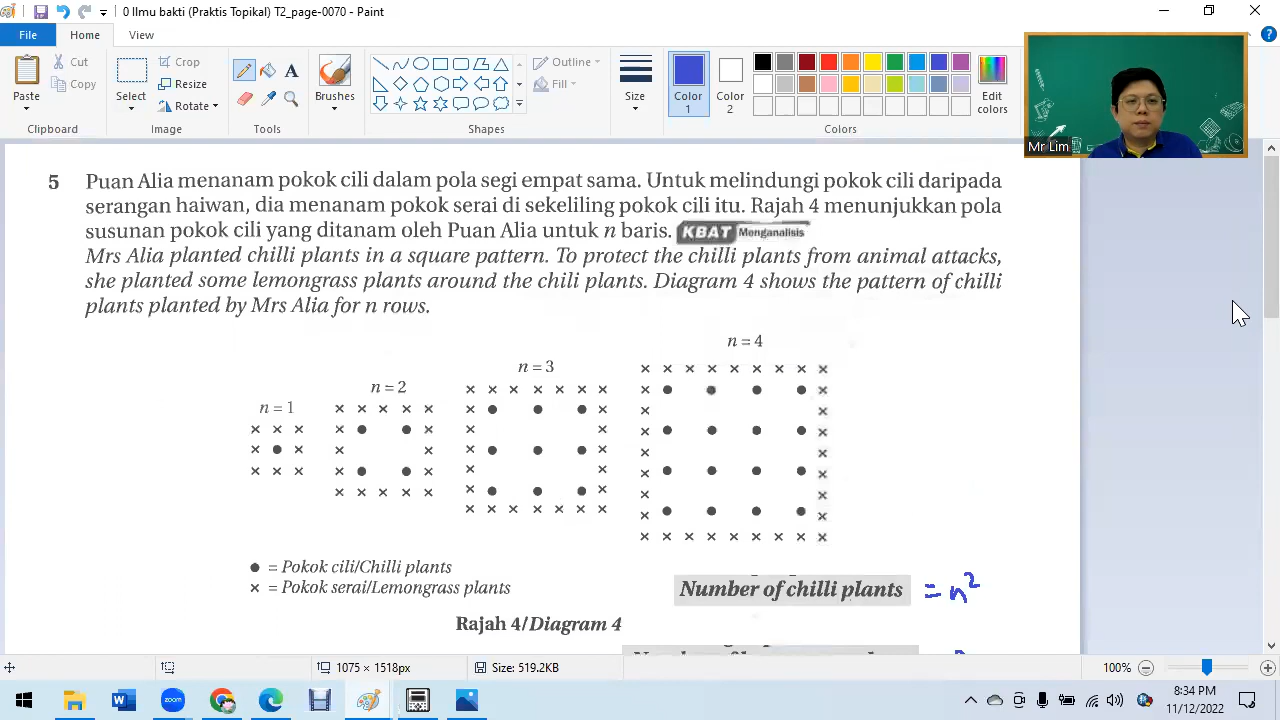 0 Ilmu bakti (Praktis Topikal) T2_page-0070 - Paint
File Home View
Paste Cut Copy Clipboard
Select Crop Resize Rotate Image
Tools
Brushes
Outline Fill Shapes
Size
Color 1 Color 2 Edit colors Colors
Mr Lim
5 Puan Alia menanam pokok cili dalam pola segi empat sama. Untuk melindungi pokok cili daripada
serangan haiwan, dia menanam pokok serai di sekeliling pokok cili itu. Rajah 4 menunjukkan pola
susunan pokok cili yang ditanam oleh Puan Alia untuk n baris. KBAT Menganalisis
Mrs Alia planted chilli plants in a square pattern. To protect the chilli plants from animal attacks,
she planted some lemongrass plants around the chili plants. Diagram 4 shows the pattern of chilli
plants planted by Mrs Alia for n rows.
n = 1
n = 2
n = 3
n = 4
● = Pokok cili/Chilli plants
× = Pokok serai/Lemongrass plants
Rajah 4/Diagram 4
Number of chilli plants = n²
1075 × 1518px
Size: 519.2KB
100%
zoom
8:34 PM
11/12/2022